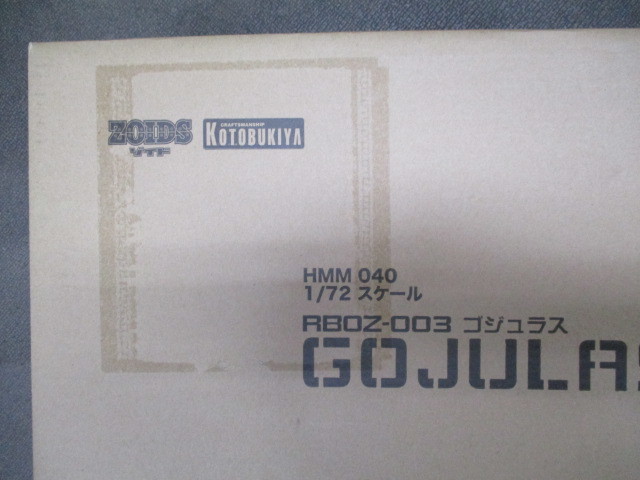 ZOIDS
ゾイド
CRAFTSMANSHIP
KOTOBUKIYA
HMM 040
1/72 スケール
RBOZ-003 ゴジュラス
GOJULAS